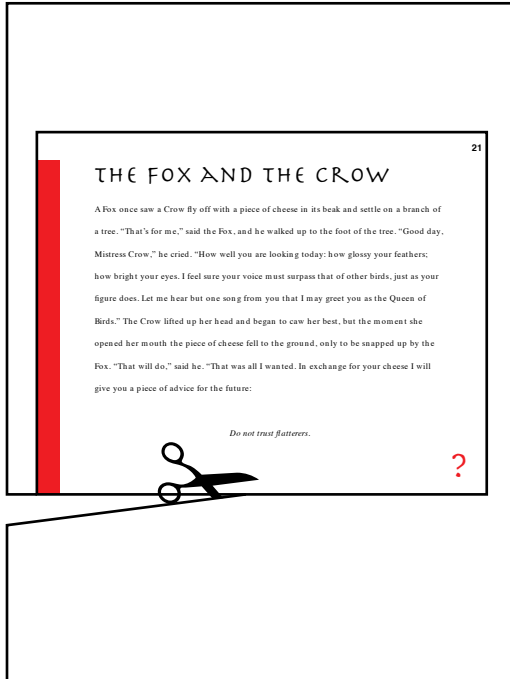 21
THE FOX AND THE CROW
A Fox once saw a Crow fly off with a piece of cheese in its beak and settle on a branch of
a tree. “That’s for me,” said the Fox, and he walked up to the foot of the tree. “Good day,
Mistress Crow,” he cried. “How well you are looking today: how glossy your feathers;
how bright your eyes. I feel sure your voice must surpass that of other birds, just as your
figure does. Let me hear but one song from you that I may greet you as the Queen of
Birds.” The Crow lifted up her head and began to caw her best, but the moment she
opened her mouth the piece of cheese fell to the ground, only to be snapped up by the
Fox. “That will do,” said he. “That was all I wanted. In exchange for your cheese I will
give you a piece of advice for the future:
Do not trust flatterers.
?